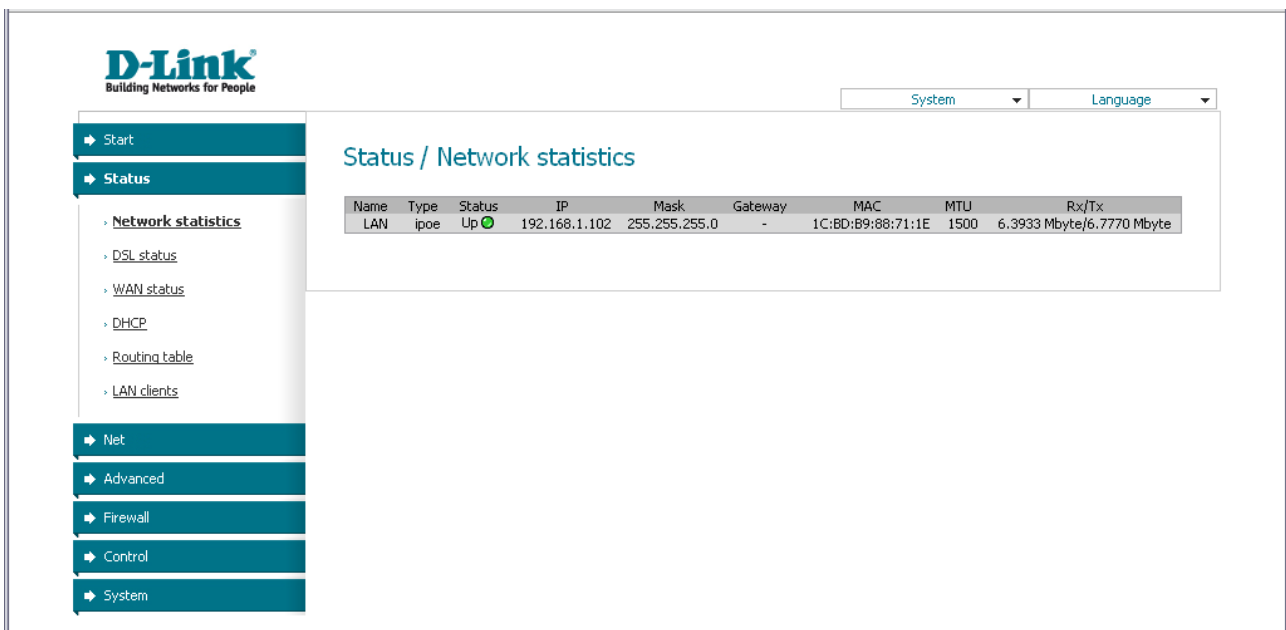 D-Link
Building Networks for People
System Language
Start
Status
Network statistics
DSL status
WAN status
DHCP
Routing table
LAN clients
Net
Advanced
Firewall
Control
System
Status / Network statistics
Name Type Status IP Mask Gateway MAC MTU Rx/Tx
LAN ipoe Up 192.168.1.102 255.255.255.0 - 1C:BD:B9:88:71:1E 1500 6.3933 Mbyte/6.7770 Mbyte